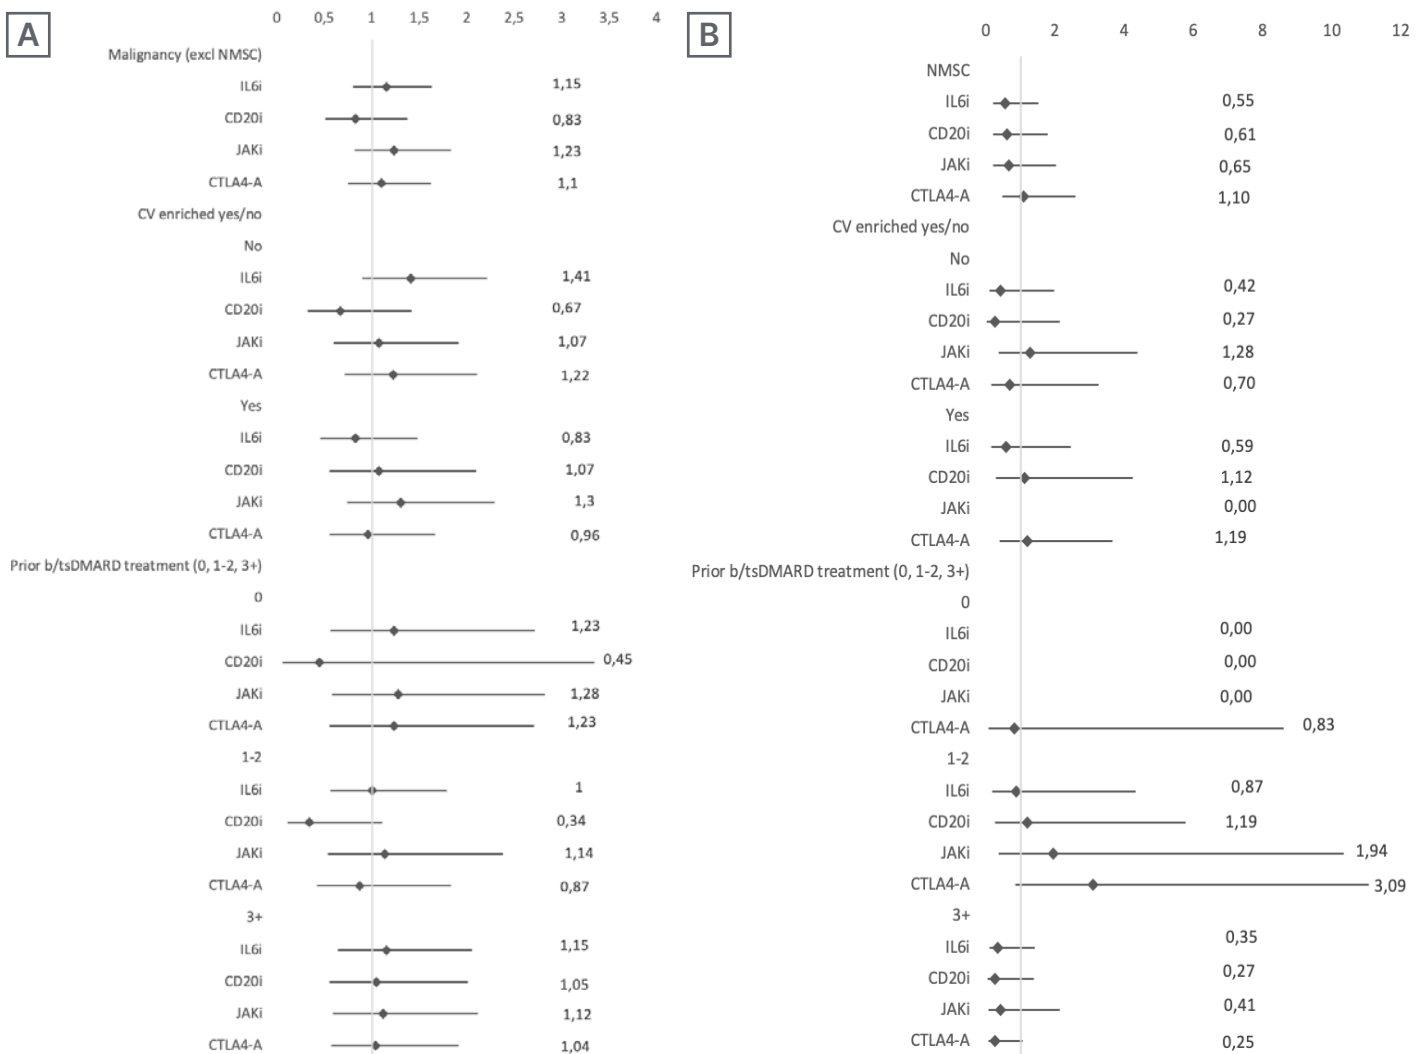 A
0 0,5 1 1,5 2 2,5 3 3,5 4
Malignancy (excl NMSC)
IL6i 1,15
CD20i 0,83
JAKi 1,23
CTLA4-A 1,1
CV enriched yes/no
No
IL6i 1,41
CD20i 0,67
JAKi 1,07
CTLA4-A 1,22
Yes
IL6i 0,83
CD20i 1,07
JAKi 1,3
CTLA4-A 0,96
Prior b/tsDMARD treatment (0, 1-2, 3+)
0
IL6i 1,23
CD20i 0,45
JAKi 1,28
CTLA4-A 1,23
1-2
IL6i 1
CD20i 0,34
JAKi 1,14
CTLA4-A 0,87
3+
IL6i 1,15
CD20i 1,05
JAKi 1,12
CTLA4-A 1,04
B
0 2 4 6 8 10 12
NMSC
IL6i 0,55
CD20i 0,61
JAKi 0,65
CTLA4-A 1,10
CV enriched yes/no
No
IL6i 0,42
CD20i 0,27
JAKi 1,28
CTLA4-A 0,70
Yes
IL6i 0,59
CD20i 1,12
JAKi 0,00
CTLA4-A 1,19
Prior b/tsDMARD treatment (0, 1-2, 3+)
0
IL6i 0,00
CD20i 0,00
JAKi 0,00
CTLA4-A 0,83
1-2
IL6i 0,87
CD20i 1,19
JAKi 1,94
CTLA4-A 3,09
3+
IL6i 0,35
CD20i 0,27
JAKi 0,41
CTLA4-A 0,25